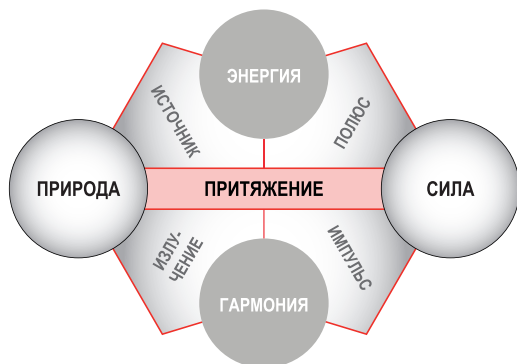 ЭНЕРГИЯ
ИСТОЧНИК
ПОЛЮС
ПРИРОДА
ПРИТЯЖЕНИЕ
СИЛА
ИЗЛУ-
ЧЕНИЕ
ИМПУЛЬС
ГАРМОНИЯ